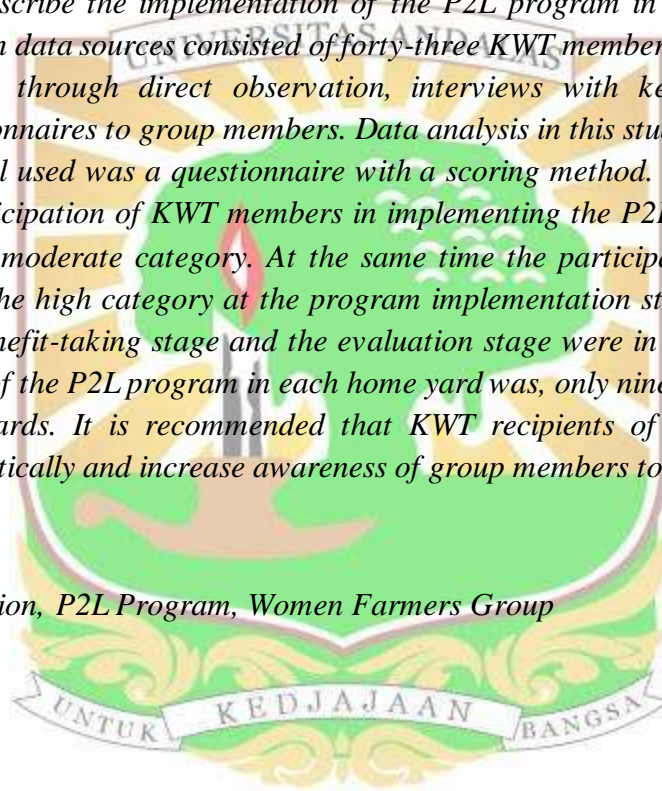 scribe the implementation of the P2L program in
UNIVERSITAS ANDALAS
n data sources consisted of forty-three KWT member
through direct observation, interviews with ke
onnaires to group members. Data analysis in this stu
l used was a questionnaire with a scoring method.
icipation of KWT members in implementing the P2L
moderate category. At the same time the participa
he high category at the program implementation st
nefit-taking stage and the evaluation stage were in
of the P2L program in each home yard was, only nine
ards. It is recommended that KWT recipients of
tically and increase awareness of group members to
ion, P2L Program, Women Farmers Group
UNTUK KEDJAJAAN BANGSA